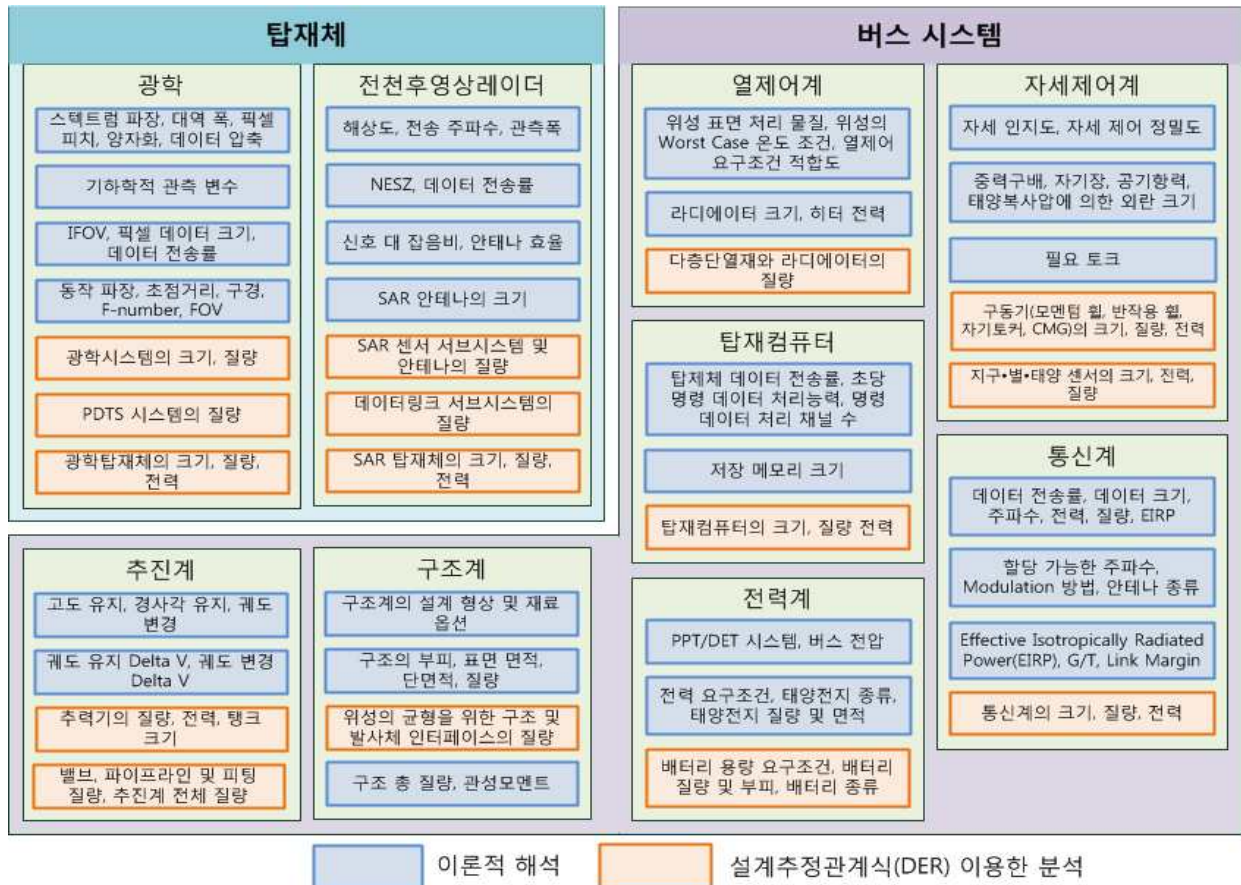 탑재체
광학
스텍트럼 파장, 대역 폭, 픽셀
피치, 양자화, 데이터 압축
기하학적 관측 변수
IFOV, 픽셀 데이터 크기,
데이터 전송률
동작 파장, 초점거리, 구경,
F-number, FOV
광학시스템의 크기, 질량
PDTS 시스템의 질량
광학탑재체의 크기, 질량,
전력
전천후영상레이더
해상도, 전송 주파수, 관측폭
NESZ, 데이터 전송률
신호 대 잡음비, 안태나 효율
SAR 안테나의 크기
SAR 센서 서브시스템 및
안테나의 질량
데이터링크 서브시스템의
질량
SAR 탑재체의 크기, 질량,
전력
버스 시스템
추진계
고도 유지, 경사각 유지, 궤도
변경
궤도 유지 Delta V, 궤도 변경
Delta V
추력기의 질량, 전력, 탱크
크기
밸브, 파이프라인 및 피팅
질량, 추진계 전체 질량
구조계
구조계의 설계 형상 및 재료
옵션
구조의 부피, 표면 면적,
단면적, 질량
위성의 균형을 위한 구조 및
발사체 인터페이스의 질량
구조 총 질량, 관성모멘트
열제어계
위성 표면 처리 물질, 위성의
Worst Case 온도 조건, 열제어
요구조건 적합도
라디에이터 크기, 히터 전력
다층단열재와 라디에이터의
질량
탑재컴퓨터
탑제체 데이터 전송률, 초당
명령 데이터 처리능력, 명령
데이터 처리 채널 수
저장 메모리 크기
탑재컴퓨터의 크기, 질량 전력
전력계
PPT/DET 시스템, 버스 전압
전력 요구조건, 태양전지 종류,
태양전지 질량 및 면적
배터리 용량 요구조건, 배터리
질량 및 부피, 배터리 종류
자세제어계
자세 인지도, 자세 제어 정밀도
중력구배, 자기장, 공기항력,
태양복사압에 의한 외란 크기
필요 토크
구동기(모멘텀 휠, 반작용 휠,
자기토커, CMG)의 크기, 질량, 전력
지구•별•태양 센서의 크기, 전력,
질량
통신계
데이터 전송률, 데이터 크기,
주파수, 전력, 질량, EIRP
할당 가능한 주파수,
Modulation 방법, 안테나 종류
Effective Isotropically Radiated
Power(EIRP), G/T, Link Margin
통신계의 크기, 질량, 전력
이론적 해석
설계추정관계식(DER) 이용한 분석